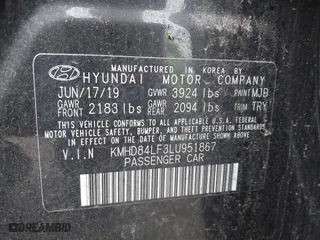 MANUFACTURED IN KOREA BY
HYUNDAI MOTOR COMPANY
JUN/17/19 GVWR 3924 lbs PAINT MJB
GAWR FRONT 2183 lbs GAWR REAR 2094 lbs TRIM TRY
THIS VEHICLE CONFORMS TO ALL APPLICABLE U.S.A. FEDERAL
MOTOR VEHICLE SAFETY, BUMPER, AND THEFT PREVENTION
STANDARDS IN EFFECT ON THE DATE OF MANUFACTURE SHOWN ABOVE.
V.I.N KMHD84LF3LU951867
PASSENGER CAR